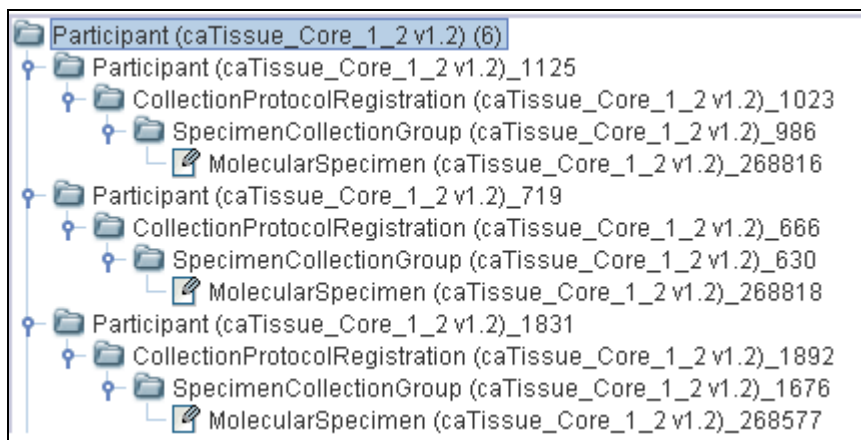 Participant (caTissue_Core_1_2 v1.2) (6)
Participant (caTissue_Core_1_2 v1.2)_1125
CollectionProtocolRegistration (caTissue_Core_1_2 v1.2)_1023
SpecimenCollectionGroup (caTissue_Core_1_2 v1.2)_986
MolecularSpecimen (caTissue_Core_1_2 v1.2)_268816
Participant (caTissue_Core_1_2 v1.2)_719
CollectionProtocolRegistration (caTissue_Core_1_2 v1.2)_666
SpecimenCollectionGroup (caTissue_Core_1_2 v1.2)_630
MolecularSpecimen (caTissue_Core_1_2 v1.2)_268818
Participant (caTissue_Core_1_2 v1.2)_1831
CollectionProtocolRegistration (caTissue_Core_1_2 v1.2)_1892
SpecimenCollectionGroup (caTissue_Core_1_2 v1.2)_1676
MolecularSpecimen (caTissue_Core_1_2 v1.2)_268577